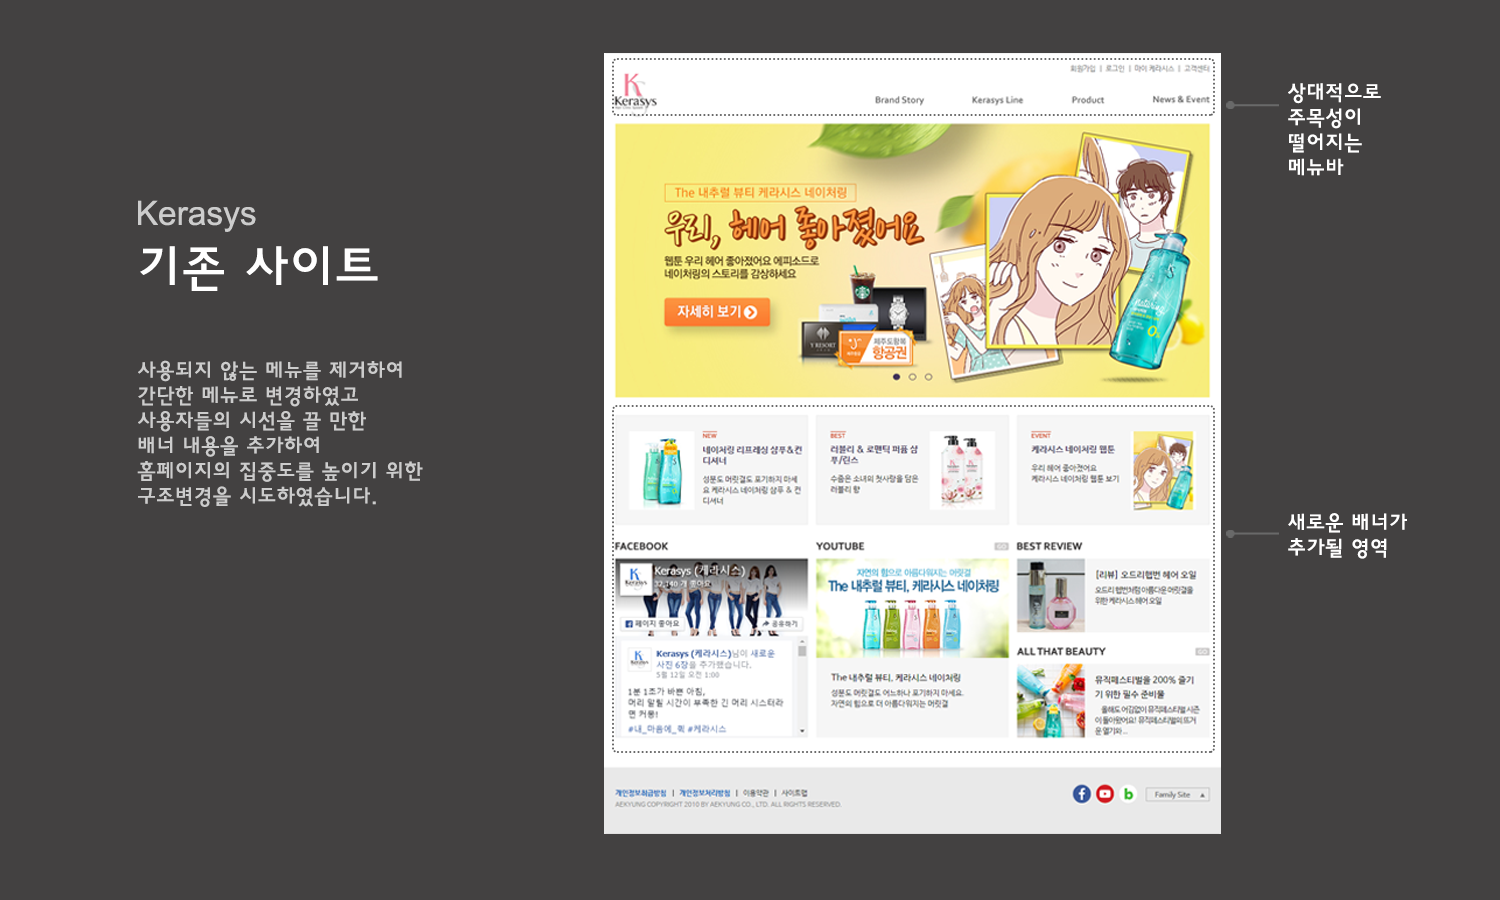 Kerasys
기존 사이트
사용되지 않는 메뉴를 제거하여
간단한 메뉴로 변경하였고
사용자들의 시선을 끌 만한
배너 내용을 추가하여
홈페이지의 집중도를 높이기 위한
구조변경을 시도하였습니다.
회원가입 | 로그인 | 마이 케라시스 | 고객센터
Kerasys
Brand Story
Kerasys Line
Product
News & Event
The 내추럴 뷰티 케라시스 네이처링
우리, 헤어 좋아졌어요
웹툰 우리 헤어 좋아졌어요 에피소드로
네이처링의 스토리를 감상하세요
자세히 보기
Y RESORT
제주도왕복
항공권
NEW
네이처링 리프레싱 샴푸&컨
디셔너
성분도 머릿결도 포기하지 마세
요 케라시스 네이처링 샴푸 & 컨
디셔너
BEST
러블리 & 로맨틱 퍼퓸 샴
푸/린스
수줍은 소녀의 첫사랑을 담은
러블리 향
EVENT
케라시스 네이처링 웹툰
우리 헤어 좋아졌어요
케라시스 네이처링 웹툰 보기
FACEBOOK
Kerasys (케라시스)
32,140 개 좋아요
Kerasys
페이지 좋아요
공유하기
Kerasys (케라시스)님이 새로운
사진 6장을 추가했습니다.
5월 12일 오전 1:00
1분 1초가 바쁜 아침,
머리 말릴 시간이 부족한 긴 머리 시스터라
면 커몽!
#내_마음에_쏙 #케라시스
YOUTUBE
GO
자연의 힘으로 아름다워지는 머릿결
The 내추럴 뷰티, 케라시스 네이처링
The 내추럴 뷰티, 케라시스 네이처링
성분도 머릿결도 어느하나 포기하지 마세요.
자연의 힘으로 더 아름다워지는 머릿결
BEST REVIEW
[리뷰] 오드리헵번 헤어 오일
오드리 헵번처럼 아름다운 머릿결을
위한 케라시스 헤어 오일
ALL THAT BEAUTY
GO
뮤직페스티벌을 200% 즐기
기 위한 필수 준비물
올해도 어김없이 뮤직페스티벌 시즌
이 돌아왔어요! 뮤직페스티벌의 뜨거
운 열기와...
개인정보취급방침 | 개인정보처리방침 | 이용약관 | 사이트맵
AEKYUNG COPYRIGHT 2010 BY AEKYUNG CO., LTD. ALL RIGHTS RESERVED.
Family Site
상대적으로
주목성이
떨어지는
메뉴바
새로운 배너가
추가될 영역